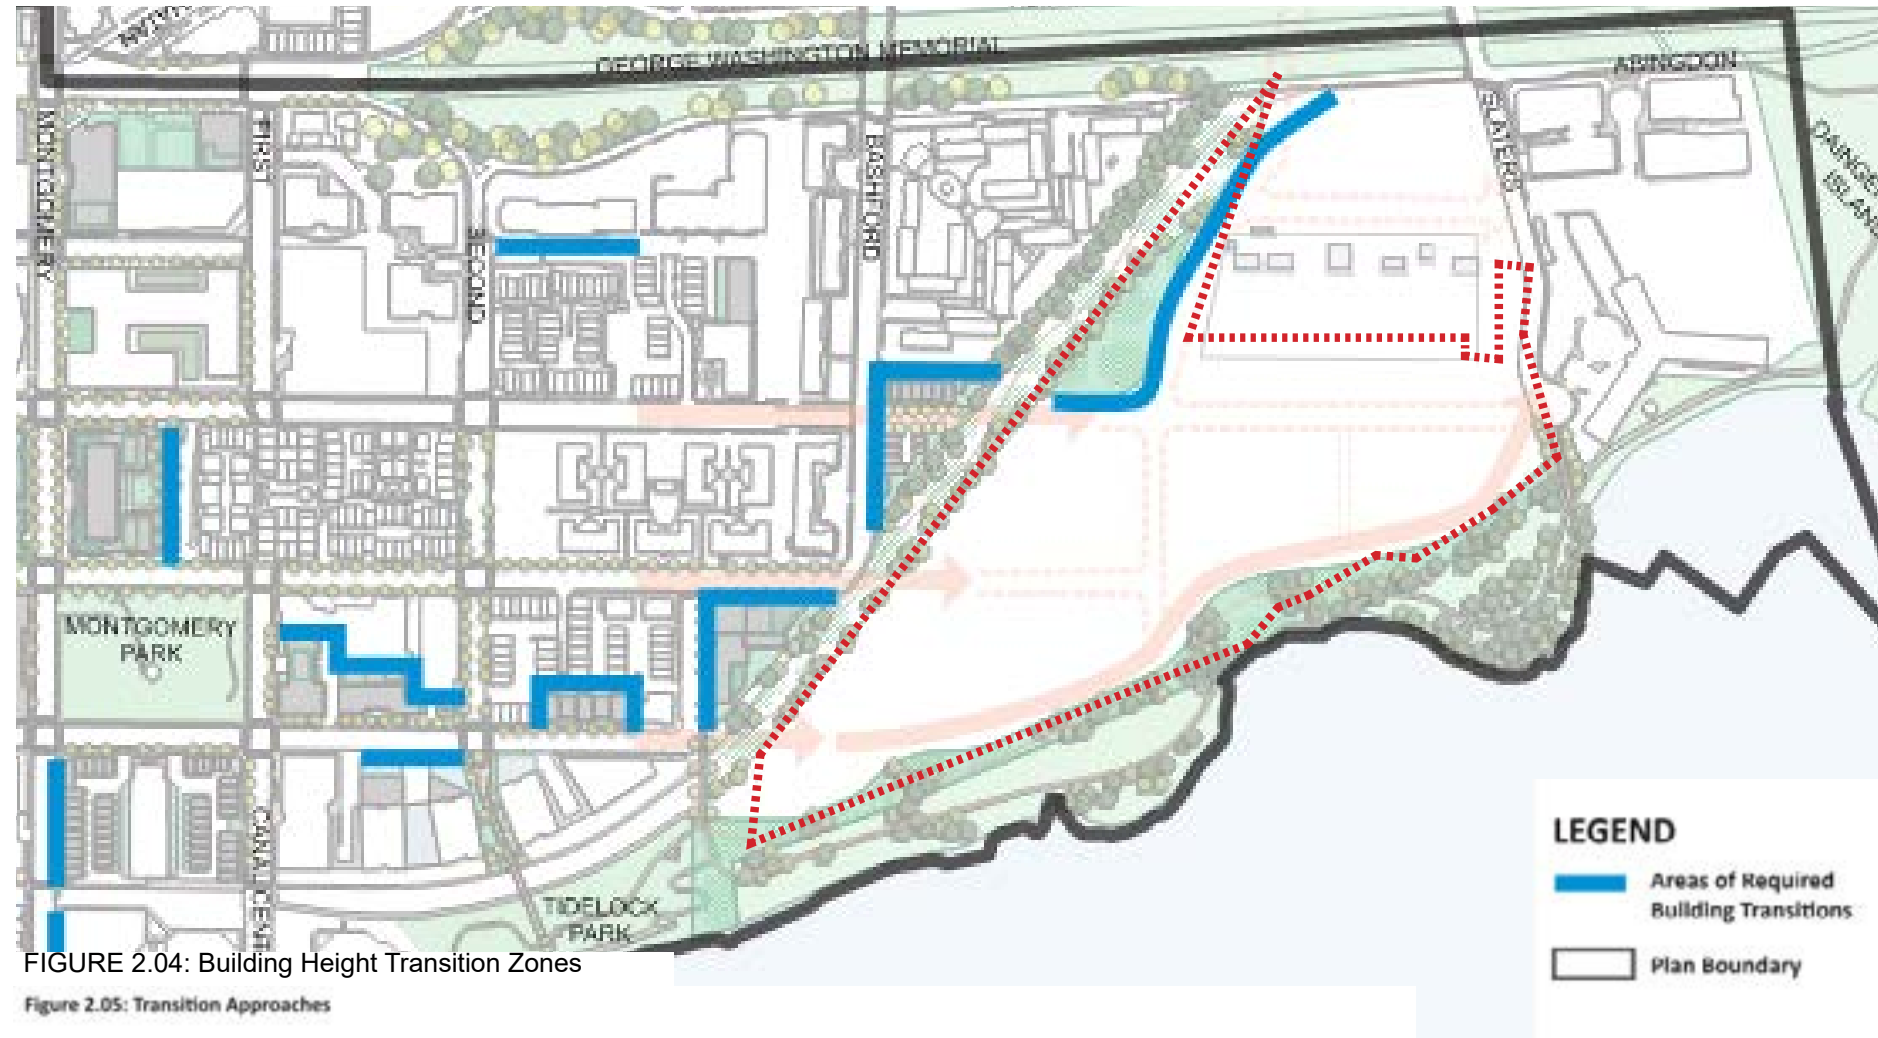 GEORGE WASHINGTON MEMORIAL
ABINGDON
MONTGOMERY
FIRST
SECOND
BASHFORD
SLATERS
MONTGOMERY
PARK
TIDELOCK
PARK
LEGEND
Areas of Required
Building Transitions
Plan Boundary
FIGURE 2.04: Building Height Transition Zones
Figure 2.05: Transition Approaches